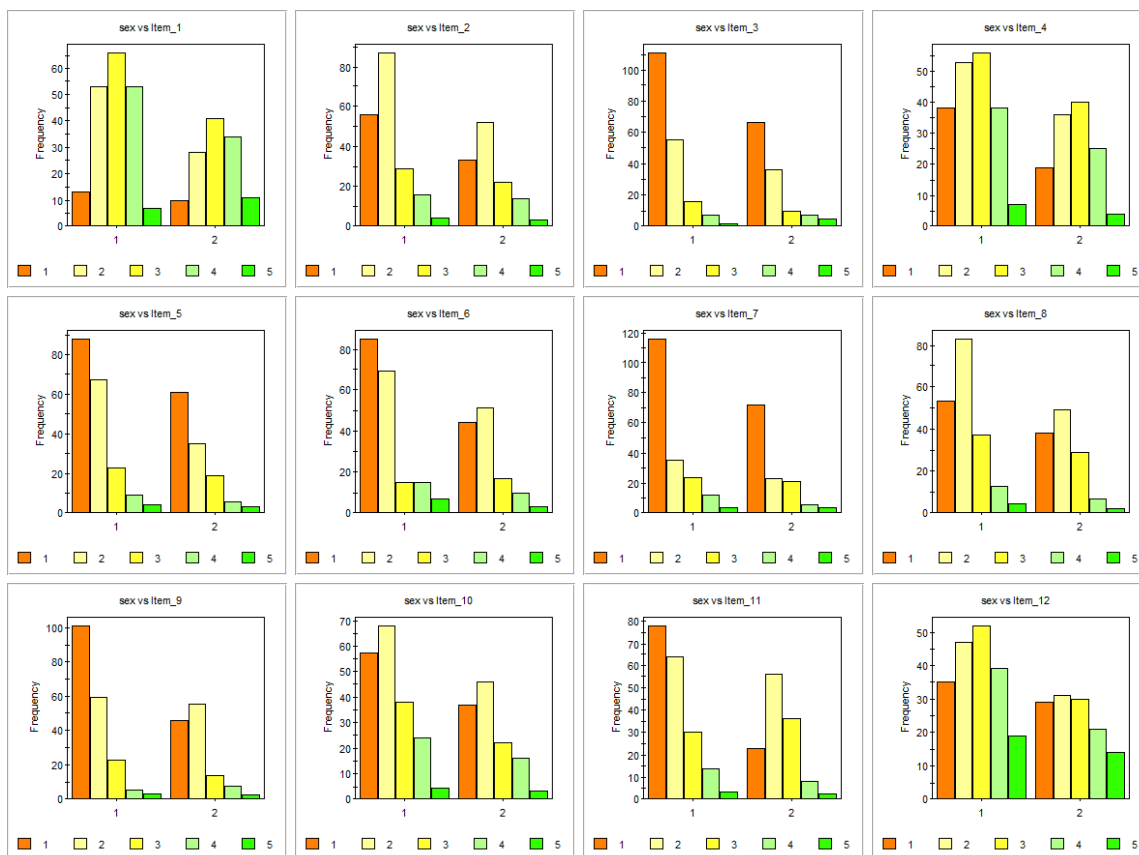 sex vs Item_1
Frequency
60
50
40
30
20
10
0
1 2
1 2 3 4 5
sex vs Item_2
Frequency
80
60
40
20
0
1 2
1 2 3 4 5
sex vs Item_3
Frequency
100
80
60
40
20
0
1 2
1 2 3 4 5
sex vs Item_4
Frequency
50
40
30
20
10
0
1 2
1 2 3 4 5
sex vs Item_5
Frequency
80
60
40
20
0
1 2
1 2 3 4 5
sex vs Item_6
Frequency
80
60
40
20
0
1 2
1 2 3 4 5
sex vs Item_7
Frequency
120
100
80
60
40
20
0
1 2
1 2 3 4 5
sex vs Item_8
Frequency
80
60
40
20
0
1 2
1 2 3 4 5
sex vs Item_9
Frequency
100
80
60
40
20
0
1 2
1 2 3 4 5
sex vs Item_10
Frequency
70
60
50
40
30
20
10
0
1 2
1 2 3 4 5
sex vs Item_11
Frequency
80
70
60
50
40
30
20
10
0
1 2
1 2 3 4 5
sex vs Item_12
Frequency
50
40
30
20
10
0
1 2
1 2 3 4 5